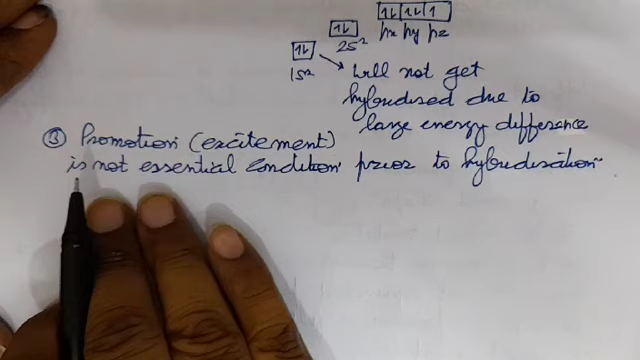 1↓ 1↓ 1↓ 1↓ 1
px py pz
2S²
1S²
Will not get
hybridised due to
large energy difference
③ Promotion (excitement)
is not essential condition prior to hybridisation